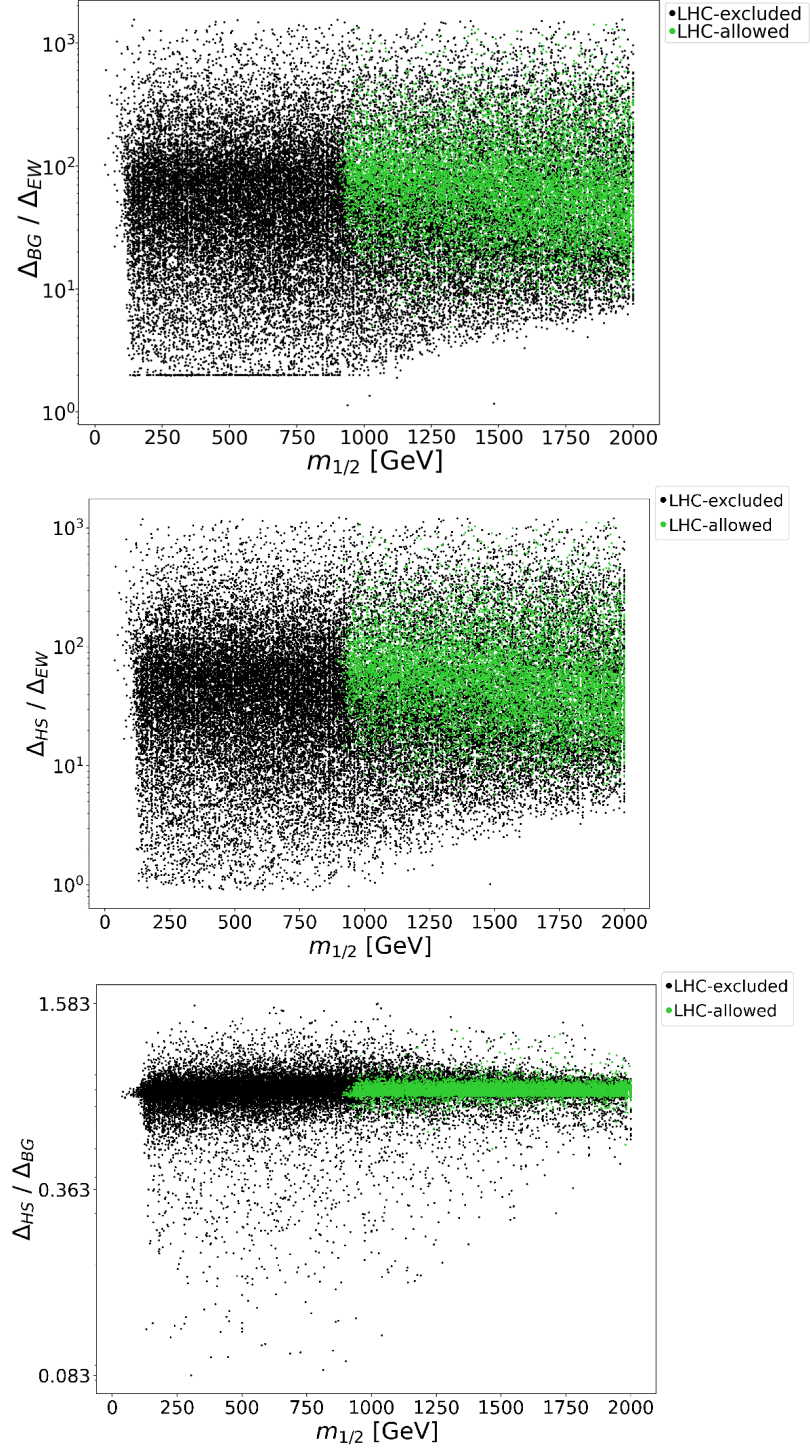 LHC-excluded
LHC-allowed
10³
10²
10¹
10⁰
Δ_BG / Δ_EW
0 250 500 750 1000 1250 1500 1750 2000
m_1/2 [GeV]
LHC-excluded
LHC-allowed
10³
10²
10¹
10⁰
Δ_HS / Δ_EW
0 250 500 750 1000 1250 1500 1750 2000
m_1/2 [GeV]
LHC-excluded
LHC-allowed
1.583
0.363
0.083
Δ_HS / Δ_BG
0 250 500 750 1000 1250 1500 1750 2000
m_1/2 [GeV]